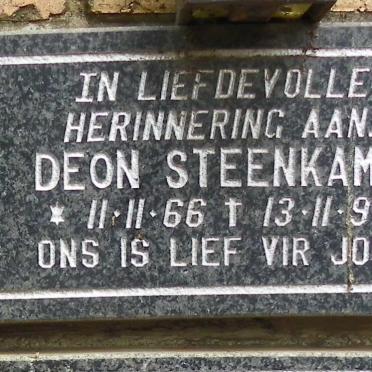 IN LIEFDEVOLLE
HERINNERING AAN
DEON STEENKAM
* 11·11·66 † 13·11·9
ONS IS LIEF VIR JO